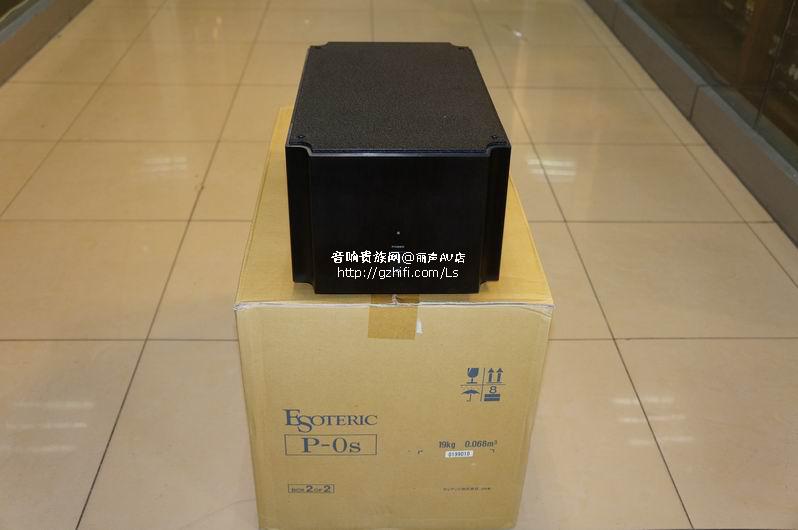 音响贵族网@丽声AV店
http://gzhifi.com/Ls
ESOTERIC
P-0s
19kg 0.068m³
0199010
8
BOX 2 OF 2